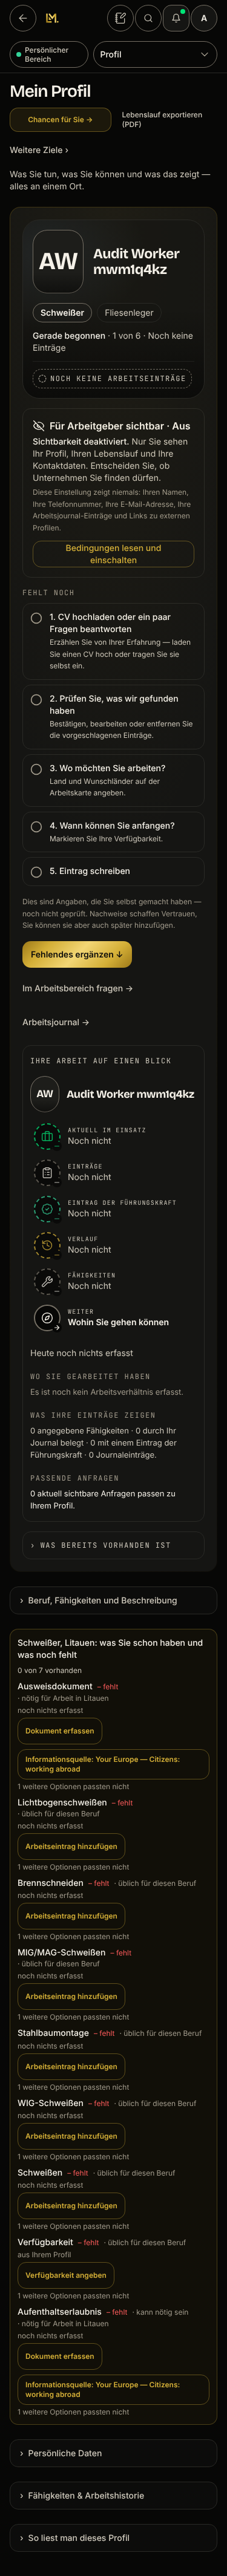 LM.
A
Persönlicher
Bereich
Profil
Mein Profil
Chancen für Sie →
Lebenslauf exportieren
(PDF)
Weitere Ziele ›
Was Sie tun, was Sie können und was das zeigt —
alles an einem Ort.
AW
Audit Worker
mwm1q4kz
Schweißer
Fliesenleger
Gerade begonnen · 1 von 6 · Noch keine
Einträge
NOCH KEINE ARBEITSEINTRÄGE
Für Arbeitgeber sichtbar · Aus
Sichtbarkeit deaktiviert. Nur Sie sehen
Ihr Profil, Ihren Lebenslauf und Ihre
Kontaktdaten. Entscheiden Sie, ob
Unternehmen Sie finden dürfen.
Diese Einstellung zeigt niemals: Ihren Namen,
Ihre Telefonnummer, Ihre E-Mail-Adresse, Ihre
Arbeitsjournal-Einträge und Links zu externen
Profilen.
Bedingungen lesen und
einschalten
FEHLT NOCH
1. CV hochladen oder ein paar
Fragen beantworten
Erzählen Sie von Ihrer Erfahrung — laden
Sie einen CV hoch oder tragen Sie sie
selbst ein.
2. Prüfen Sie, was wir gefunden
haben
Bestätigen, bearbeiten oder entfernen Sie
die vorgeschlagenen Einträge.
3. Wo möchten Sie arbeiten?
Land und Wunschländer auf der
Arbeitskarte angeben.
4. Wann können Sie anfangen?
Markieren Sie Ihre Verfügbarkeit.
5. Eintrag schreiben
Dies sind Angaben, die Sie selbst gemacht haben —
noch nicht geprüft. Nachweise schaffen Vertrauen,
Sie können sie aber auch später hinzufügen.
Fehlendes ergänzen ↓
Im Arbeitsbereich fragen →
Arbeitsjournal →
IHRE ARBEIT AUF EINEN BLICK
AW
Audit Worker mwm1q4kz
AKTUELL IM EINSATZ
Noch nicht
EINTRÄGE
Noch nicht
EINTRAG DER FÜHRUNGSKRAFT
Noch nicht
VERLAUF
Noch nicht
FÄHIGKEITEN
Noch nicht
WEITER
Wohin Sie gehen können
Heute noch nichts erfasst
WO SIE GEARBEITET HABEN
Es ist noch kein Arbeitsverhältnis erfasst.
WAS IHRE EINTRÄGE ZEIGEN
0 angegebene Fähigkeiten · 0 durch Ihr
Journal belegt · 0 mit einem Eintrag der
Führungskraft · 0 Journaleinträge.
PASSENDE ANFRAGEN
0 aktuell sichtbare Anfragen passen zu
Ihrem Profil.
› WAS BEREITS VORHANDEN IST
› Beruf, Fähigkeiten und Beschreibung
Schweißer, Litauen: was Sie schon haben und
was noch fehlt
0 von 7 vorhanden
Ausweisdokument – fehlt
· nötig für Arbeit in Litauen
noch nichts erfasst
Dokument erfassen
Informationsquelle: Your Europe — Citizens:
working abroad
1 weitere Optionen passten nicht
Lichtbogenschweißen – fehlt
· üblich für diesen Beruf
noch nichts erfasst
Arbeitseintrag hinzufügen
1 weitere Optionen passten nicht
Brennschneiden – fehlt · üblich für diesen Beruf
noch nichts erfasst
Arbeitseintrag hinzufügen
1 weitere Optionen passten nicht
MIG/MAG-Schweißen – fehlt
· üblich für diesen Beruf
noch nichts erfasst
Arbeitseintrag hinzufügen
1 weitere Optionen passten nicht
Stahlbaumontage – fehlt · üblich für diesen Beruf
noch nichts erfasst
Arbeitseintrag hinzufügen
1 weitere Optionen passten nicht
WIG-Schweißen – fehlt · üblich für diesen Beruf
noch nichts erfasst
Arbeitseintrag hinzufügen
1 weitere Optionen passten nicht
Schweißen – fehlt · üblich für diesen Beruf
noch nichts erfasst
Arbeitseintrag hinzufügen
1 weitere Optionen passten nicht
Verfügbarkeit – fehlt · üblich für diesen Beruf
aus Ihrem Profil
Verfügbarkeit angeben
1 weitere Optionen passten nicht
Aufenthaltserlaubnis – fehlt · kann nötig sein
· nötig für Arbeit in Litauen
noch nichts erfasst
Dokument erfassen
Informationsquelle: Your Europe — Citizens:
working abroad
1 weitere Optionen passten nicht
› Persönliche Daten
› Fähigkeiten & Arbeitshistorie
› So liest man dieses Profil